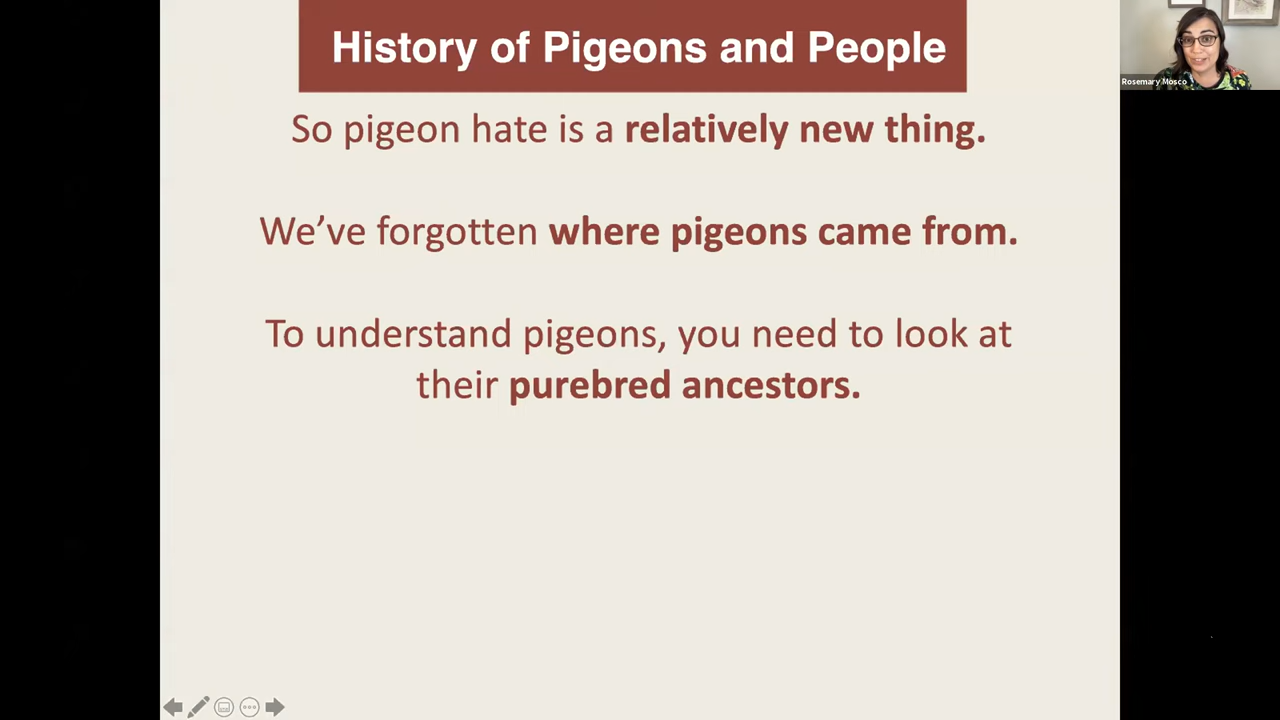 History of Pigeons and People
Rosemary Mosco
So pigeon hate is a relatively new thing.
We’ve forgotten where pigeons came from.
To understand pigeons, you need to look at
their purebred ancestors.